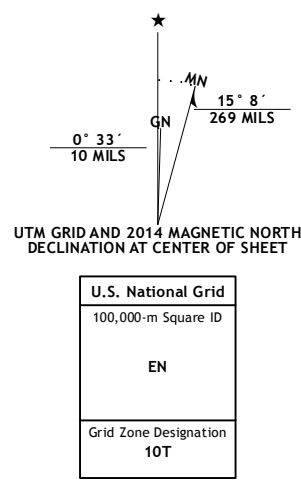 ★
MN
GN
15° 8´
269 MILS
0° 33´
10 MILS
UTM GRID AND 2014 MAGNETIC NORTH
DECLINATION AT CENTER OF SHEET
U.S. National Grid
100,000-m Square ID
EN
Grid Zone Designation
10T